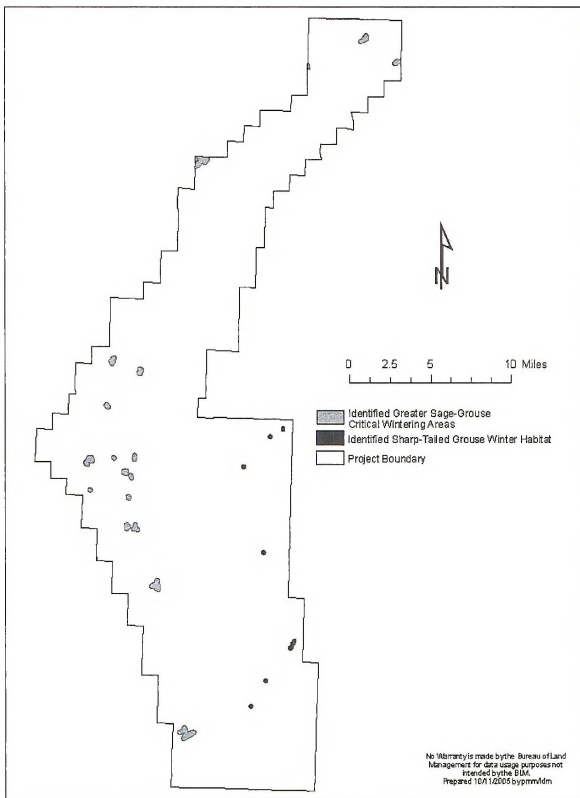 N
0 2.5 5 10 Miles
Identified Greater Sage-Grouse
Critical Wintering Areas
Identified Sharp-Tailed Grouse Winter Habitat
Project Boundary
No Warranty is made by the Bureau of Land
Management for data usage purposes not
intended by the BLM.
Prepared 10/11/2005 by pmm/ldm